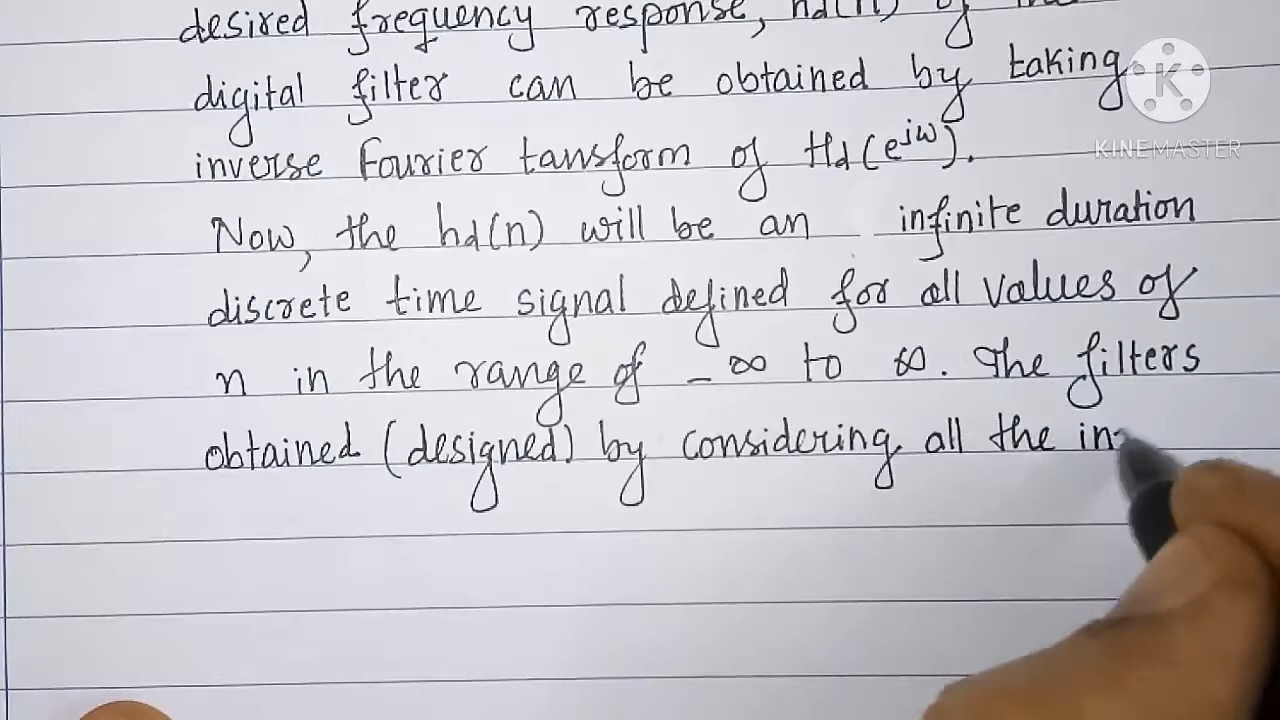 desired frequency response, hd(n) of the
digital filter can be obtained by taking
inverse Fourier tansform of Hd(e^jw).
Now, the hd(n) will be an infinite duration
discrete time signal defined for all values of
n in the range of -∞ to ∞. The filters
obtained (designed) by considering all the in
K
KINEMASTER